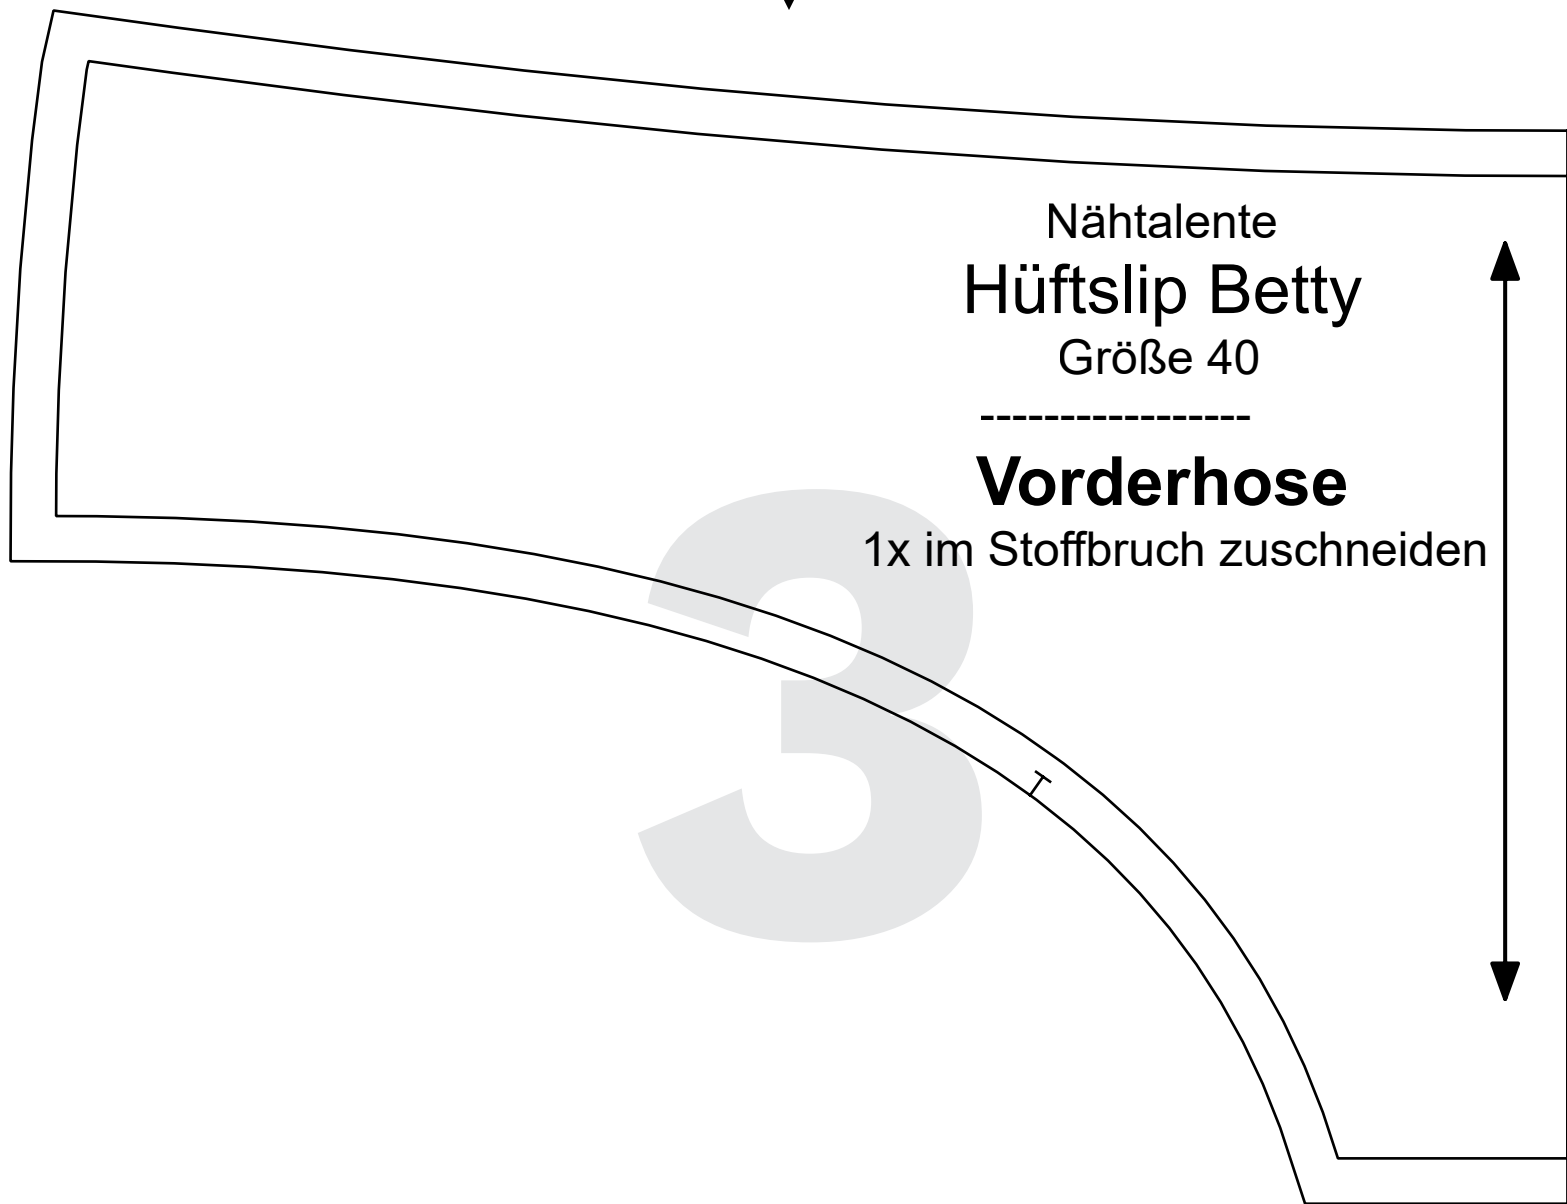 Nähtalente
Hüftslip Betty
Größe 40
-----------------
Vorderhose
1x im Stoffbruch zuschneiden
3